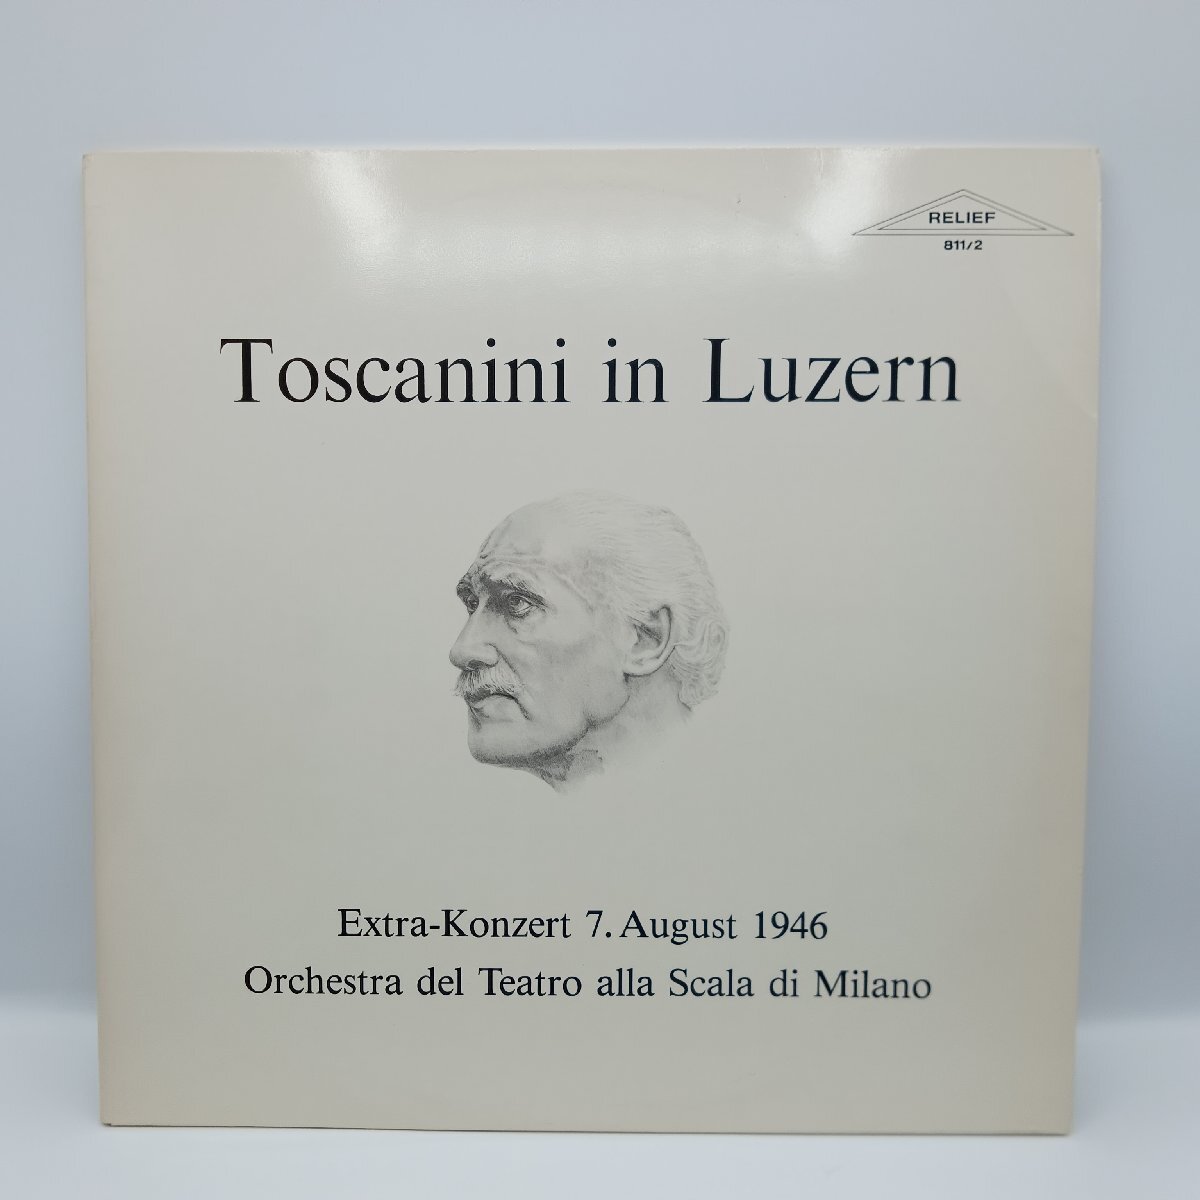 RELIEF
811/2
Toscanini in Luzern
Extra-Konzert 7. August 1946
Orchestra del Teatro alla Scala di Milano